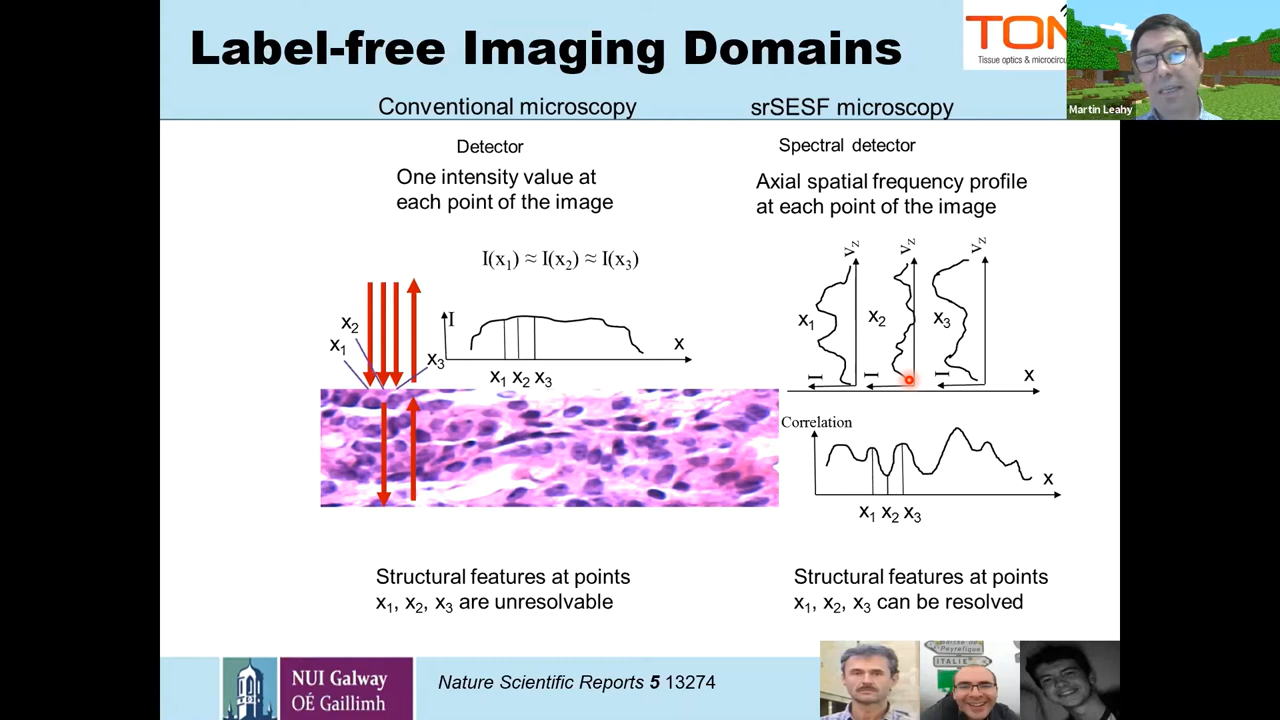 Label-free Imaging Domains
TON
Tissue optics & microcircu
Martin Leahy
Conventional microscopy
srSESF microscopy
Detector
One intensity value at
each point of the image
I(x₁) ≈ I(x₂) ≈ I(x₃)
x₂
x₁
x₃
I
x
x₁ x₂ x₃
Structural features at points
x₁, x₂, x₃ are unresolvable
Spectral detector
Axial spatial frequency profile
at each point of the image
νz νz νz
x₁ x₂ x₃
I I I
x
Correlation
x
x₁ x₂ x₃
Structural features at points
x₁, x₂, x₃ can be resolved
NUI Galway
OÉ Gaillimh
Nature Scientific Reports 5 13274
Peyrefique
ITALIE